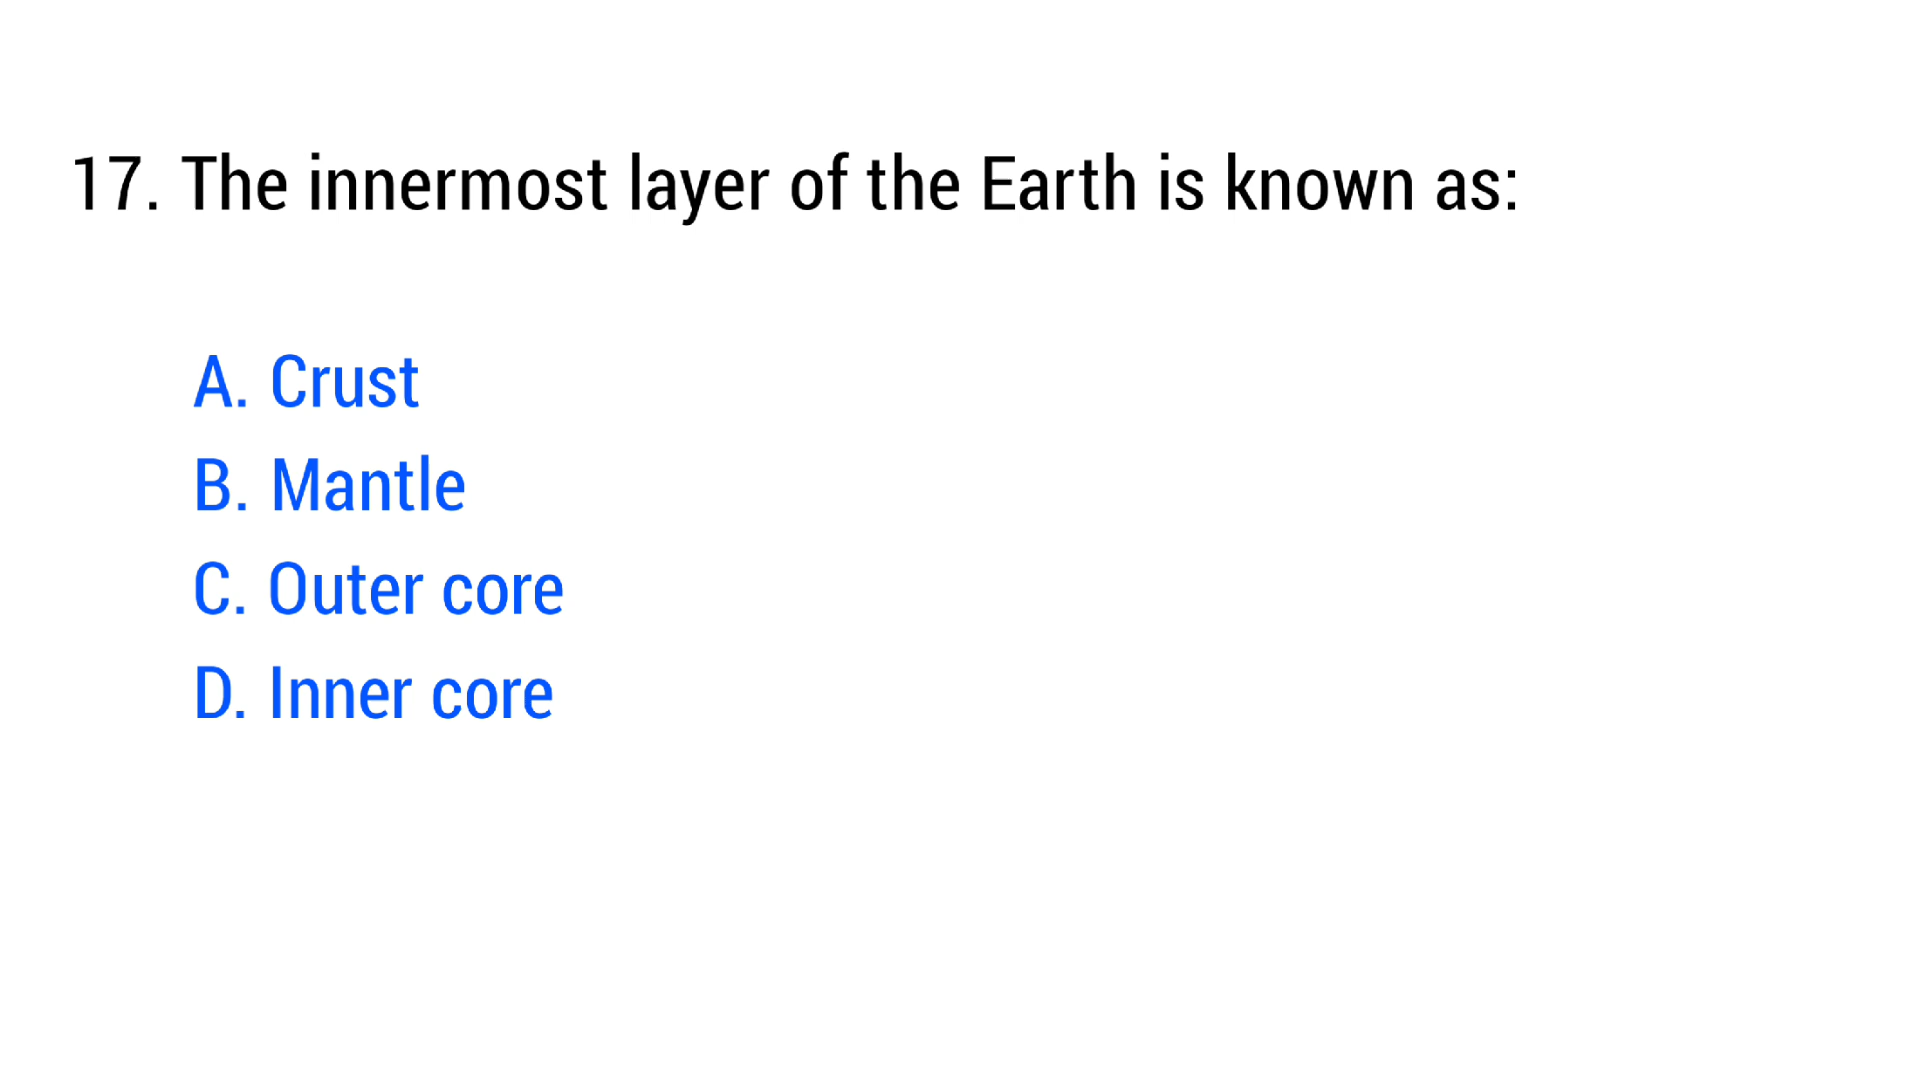 17. The innermost layer of the Earth is known as:
A. Crust
B. Mantle
C. Outer core
D. Inner core